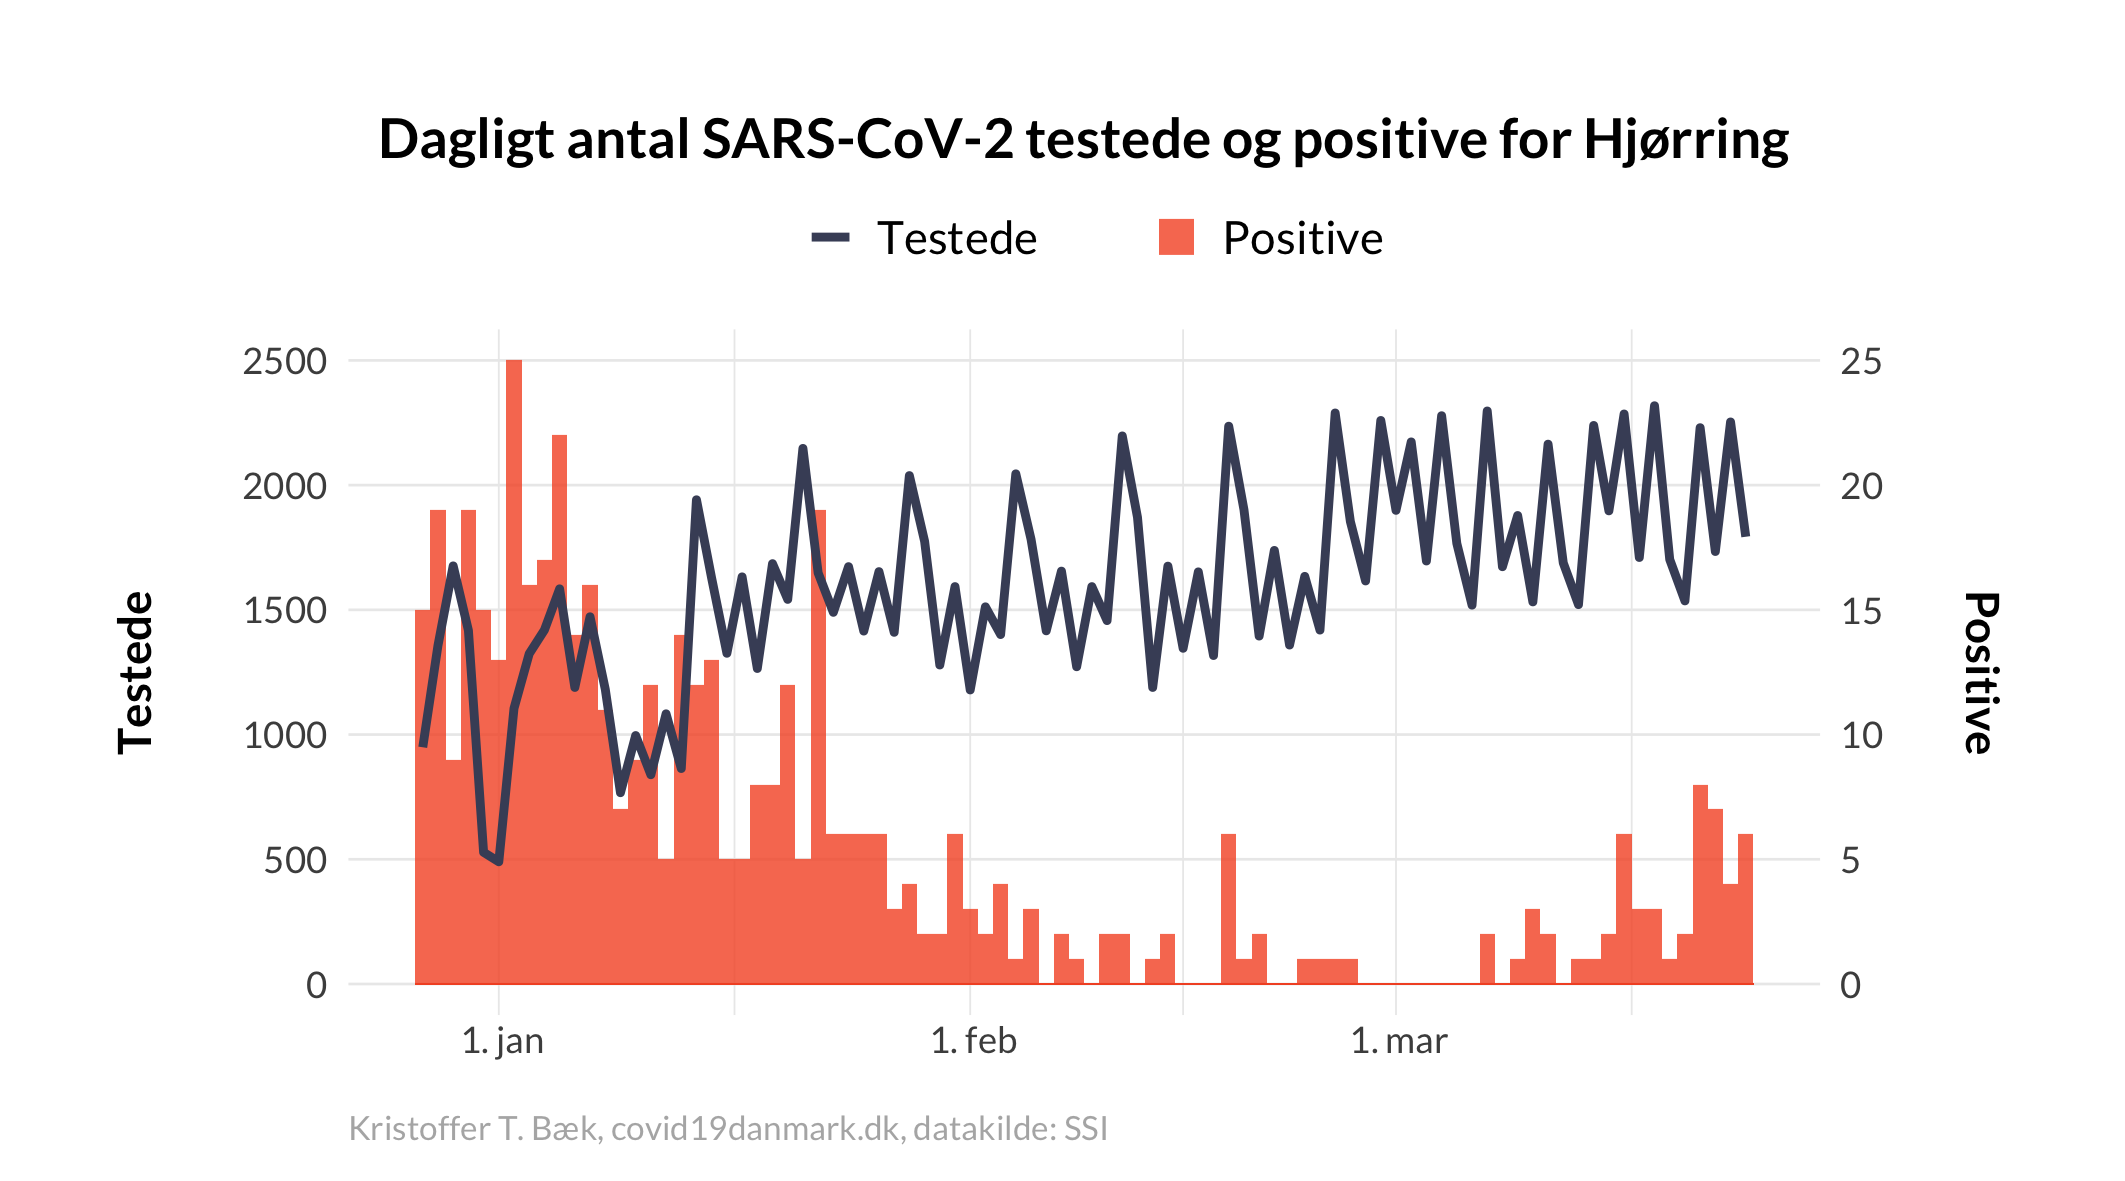 Dagligt antal SARS-CoV-2 testede og positive for Hjørring
Testede Positive
2500 25
2000 20
1500 15
1000 10
500 5
0 0
Testede
Positive
1. jan 1. feb 1. mar
Kristoffer T. Bæk, covid19danmark.dk, datakilde: SSI